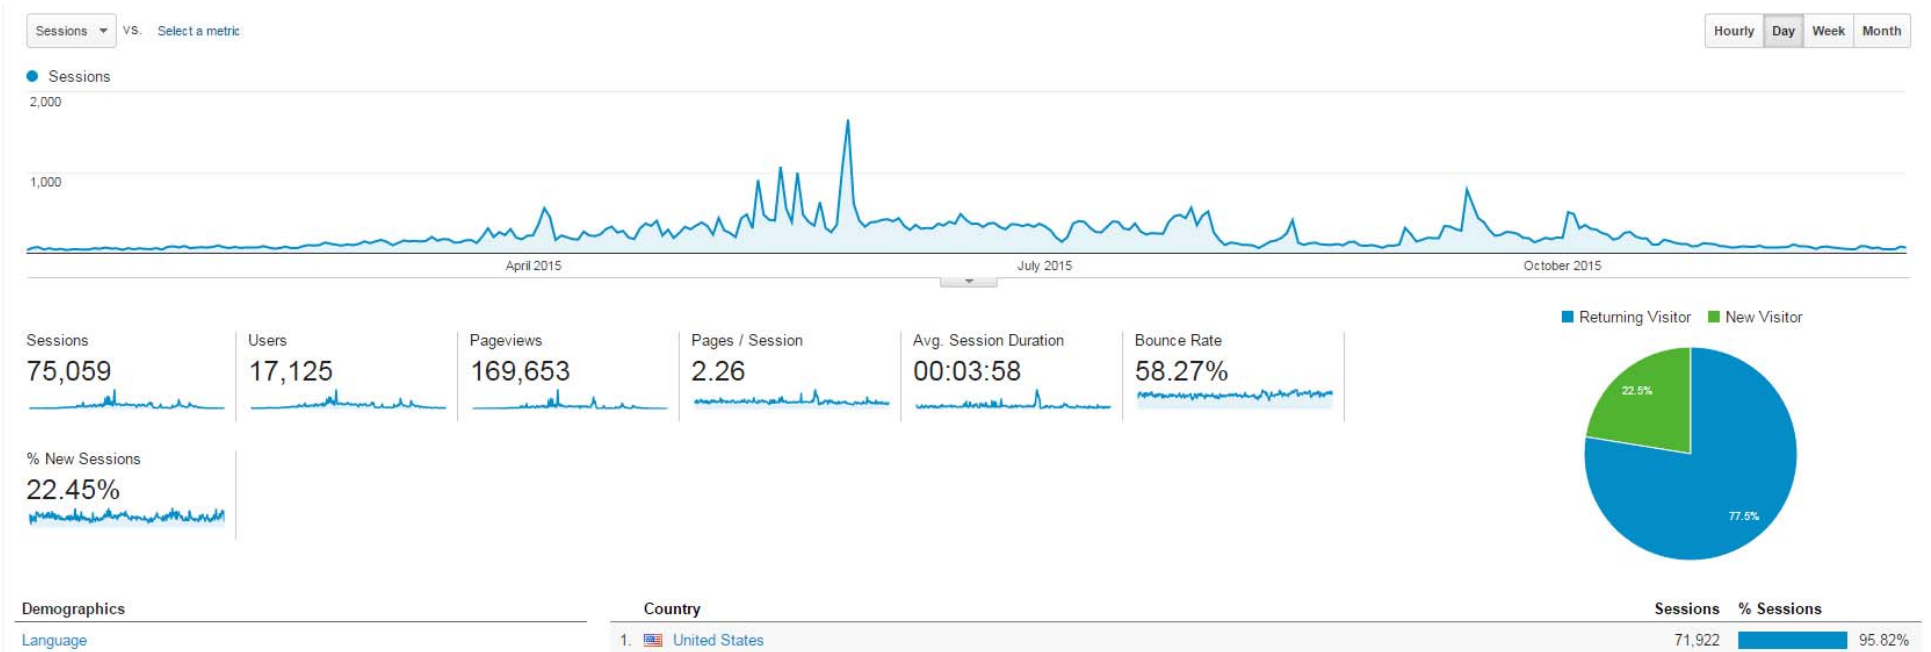 Sessions VS. Select a metric
Hourly Day Week Month
Sessions
2,000
1,000
April 2015 July 2015 October 2015
Returning Visitor New Visitor
Sessions Users Pageviews Pages / Session Avg. Session Duration Bounce Rate
75,059 17,125 169,653 2.26 00:03:58 58.27%
22.5%
% New Sessions
22.45%
77.5%
Demographics Country Sessions % Sessions
Language 1. United States 71,922 95.82%